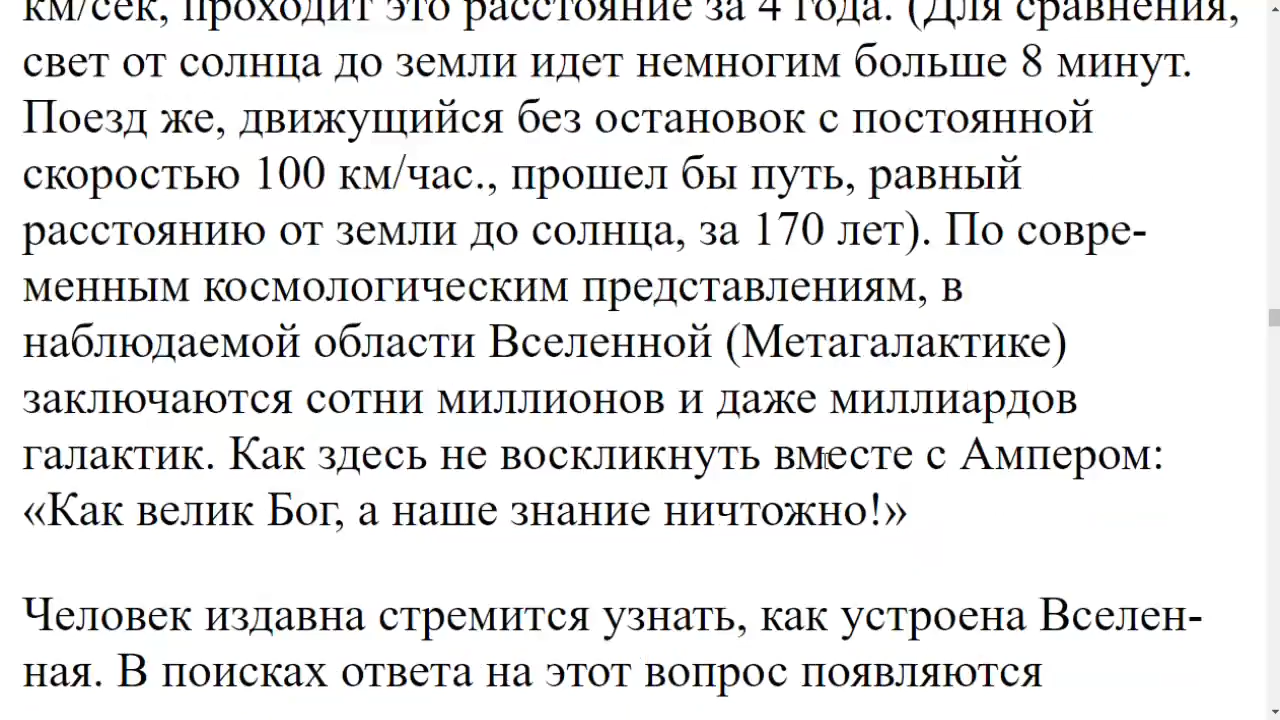 км/сек, проходит это расстояние за 4 года. (Для сравнения,
свет от солнца до земли идет немногим больше 8 минут.
Поезд же, движущийся без остановок с постоянной
скоростью 100 км/час., прошел бы путь, равный
расстоянию от земли до солнца, за 170 лет). По совре-
менным космологическим представлениям, в
наблюдаемой области Вселенной (Метагалактике)
заключаются сотни миллионов и даже миллиардов
галактик. Как здесь не воскликнуть вместе с Ампером:
«Как велик Бог, а наше знание ничтожно!»
Человек издавна стремится узнать, как устроена Вселен-
ная. В поисках ответа на этот вопрос появляются